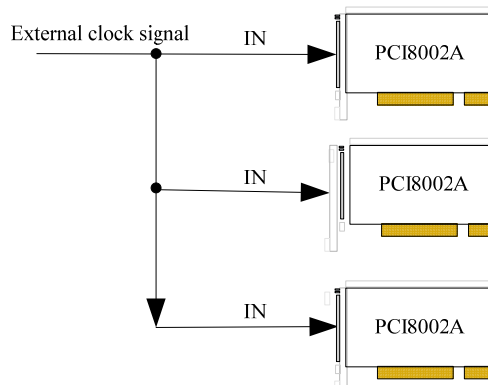 External clock signal
IN
PCI8002A
IN
PCI8002A
IN
PCI8002A